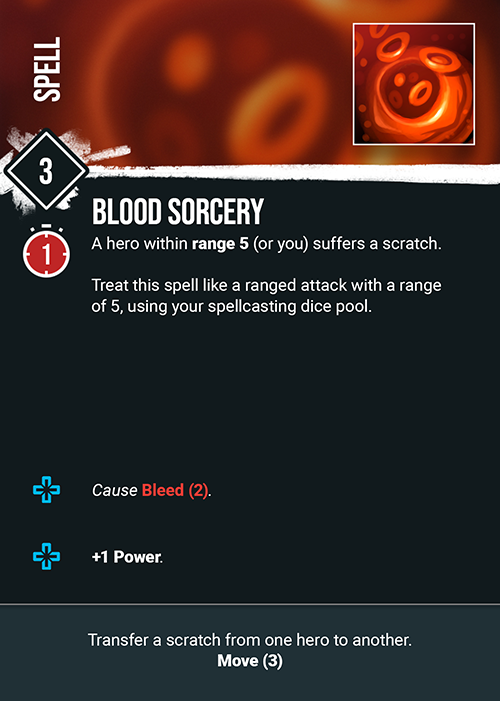 SPELL
3
BLOOD SORCERY
1
A hero within range 5 (or you) suffers a scratch.
Treat this spell like a ranged attack with a range
of 5, using your spellcasting dice pool.
Cause Bleed (2).
+1 Power.
Transfer a scratch from one hero to another.
Move (3)